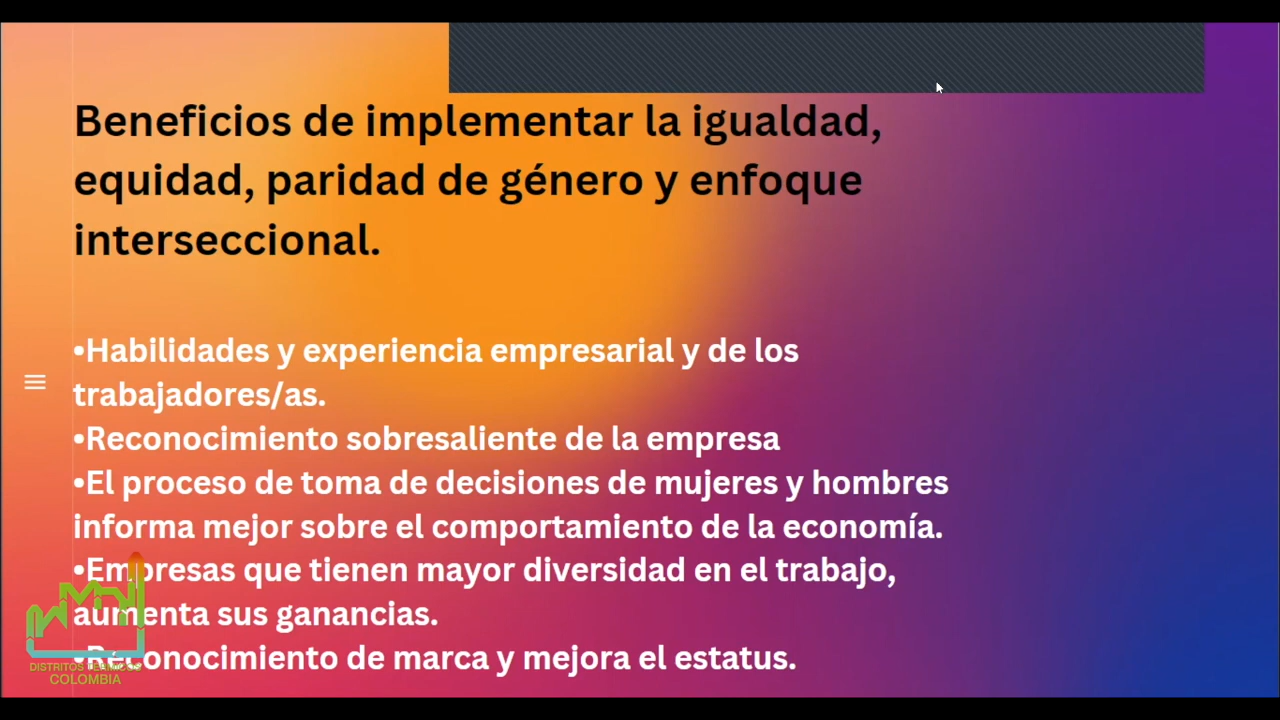 Beneficios de implementar la igualdad,
equidad, paridad de género y enfoque
interseccional.
•Habilidades y experiencia empresarial y de los
trabajadores/as.
•Reconocimiento sobresaliente de la empresa
•El proceso de toma de decisiones de mujeres y hombres
informa mejor sobre el comportamiento de la economía.
•Empresas que tienen mayor diversidad en el trabajo,
aumenta sus ganancias.
•Reconocimiento de marca y mejora el estatus.
DISTRITOS TÉRMICOS
COLOMBIA